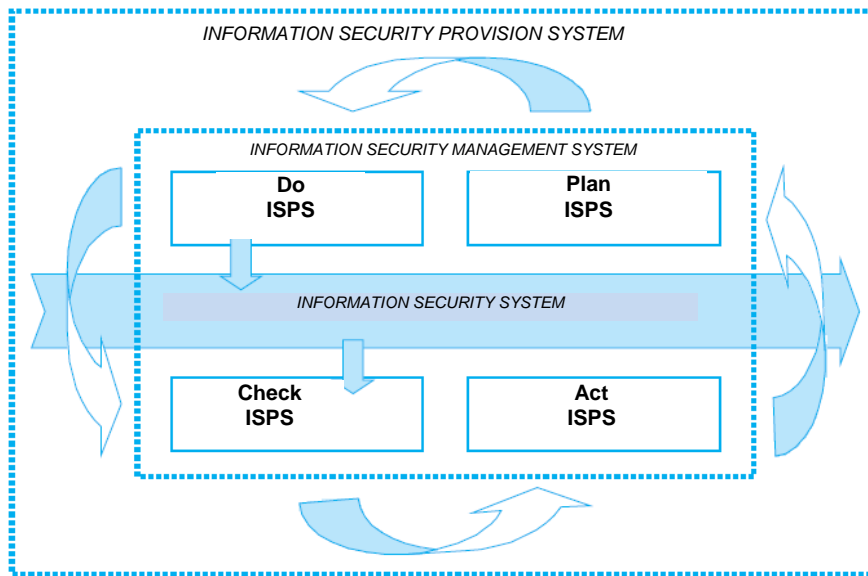 INFORMATION SECURITY PROVISION SYSTEM
INFORMATION SECURITY MANAGEMENT SYSTEM
Do
ISPS
Plan
ISPS
INFORMATION SECURITY SYSTEM
Check
ISPS
Act
ISPS